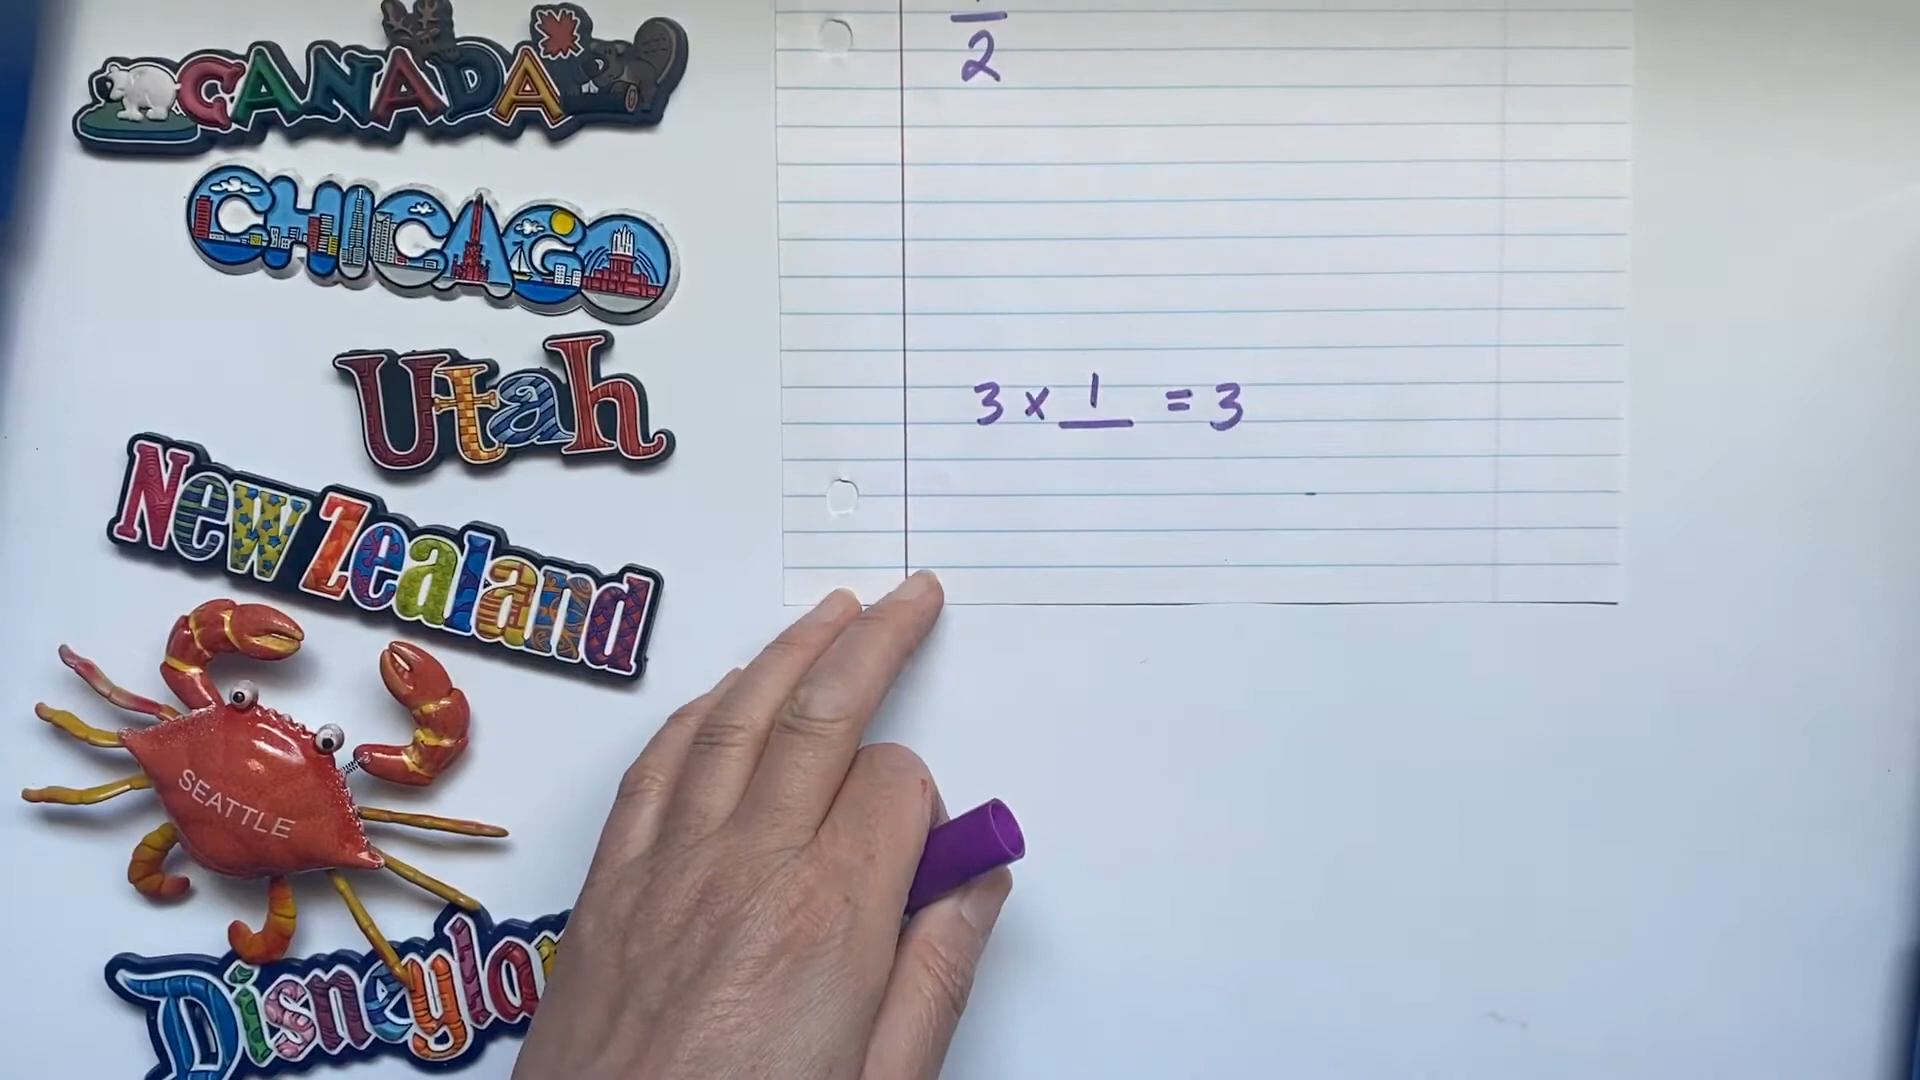 CANADA
CHICAGO
Utah
New Zealand
SEATTLE
2
3 x 1 = 3